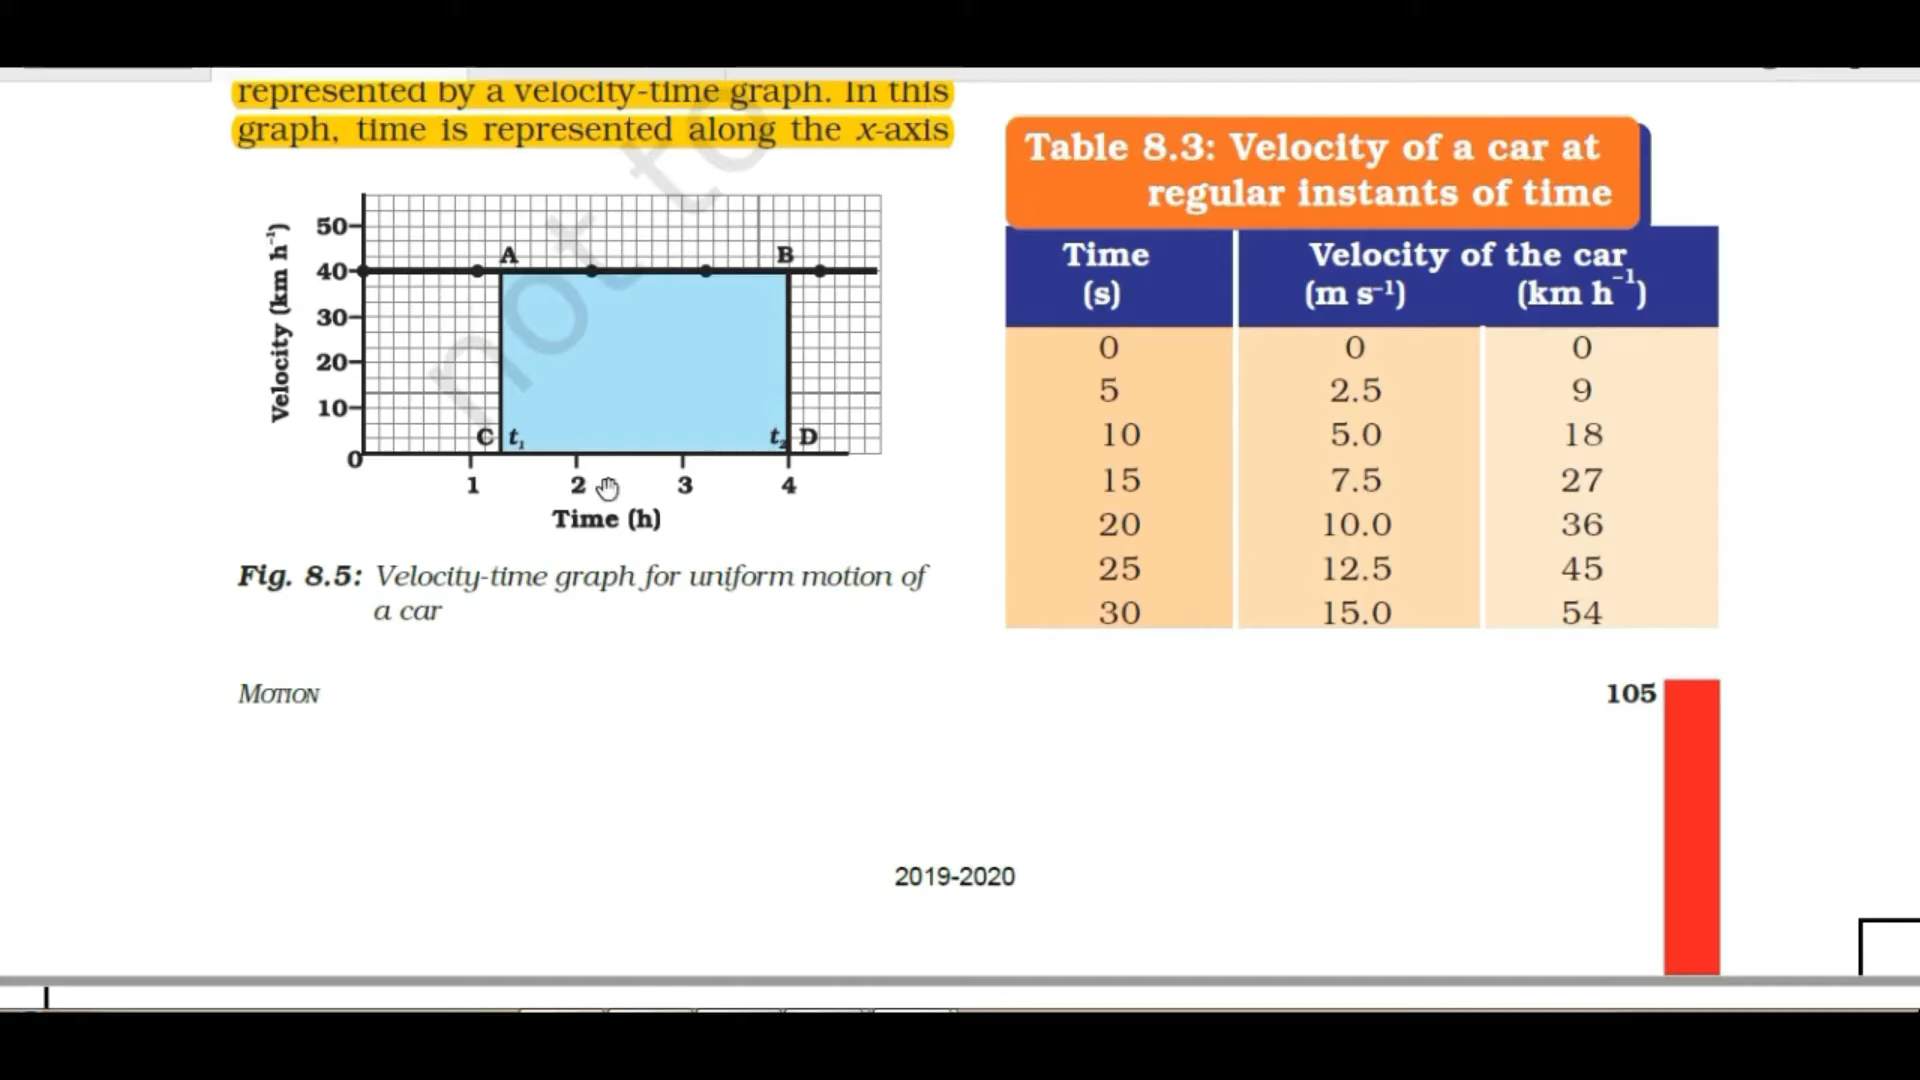 represented by a velocity-time graph. In this
graph, time is represented along the x-axis
not to
Velocity (km h⁻¹)
50
40
30
20
10
0
A
B
C
t₁
t₂
D
1
2
3
4
Time (h)
Fig. 8.5: Velocity-time graph for uniform motion of
a car
MOTION
Table 8.3: Velocity of a car at
regular instants of time
Time Velocity of the car
(s) (m s⁻¹) (km h⁻¹)
0 0 0
5 2.5 9
10 5.0 18
15 7.5 27
20 10.0 36
25 12.5 45
30 15.0 54
105
2019-2020